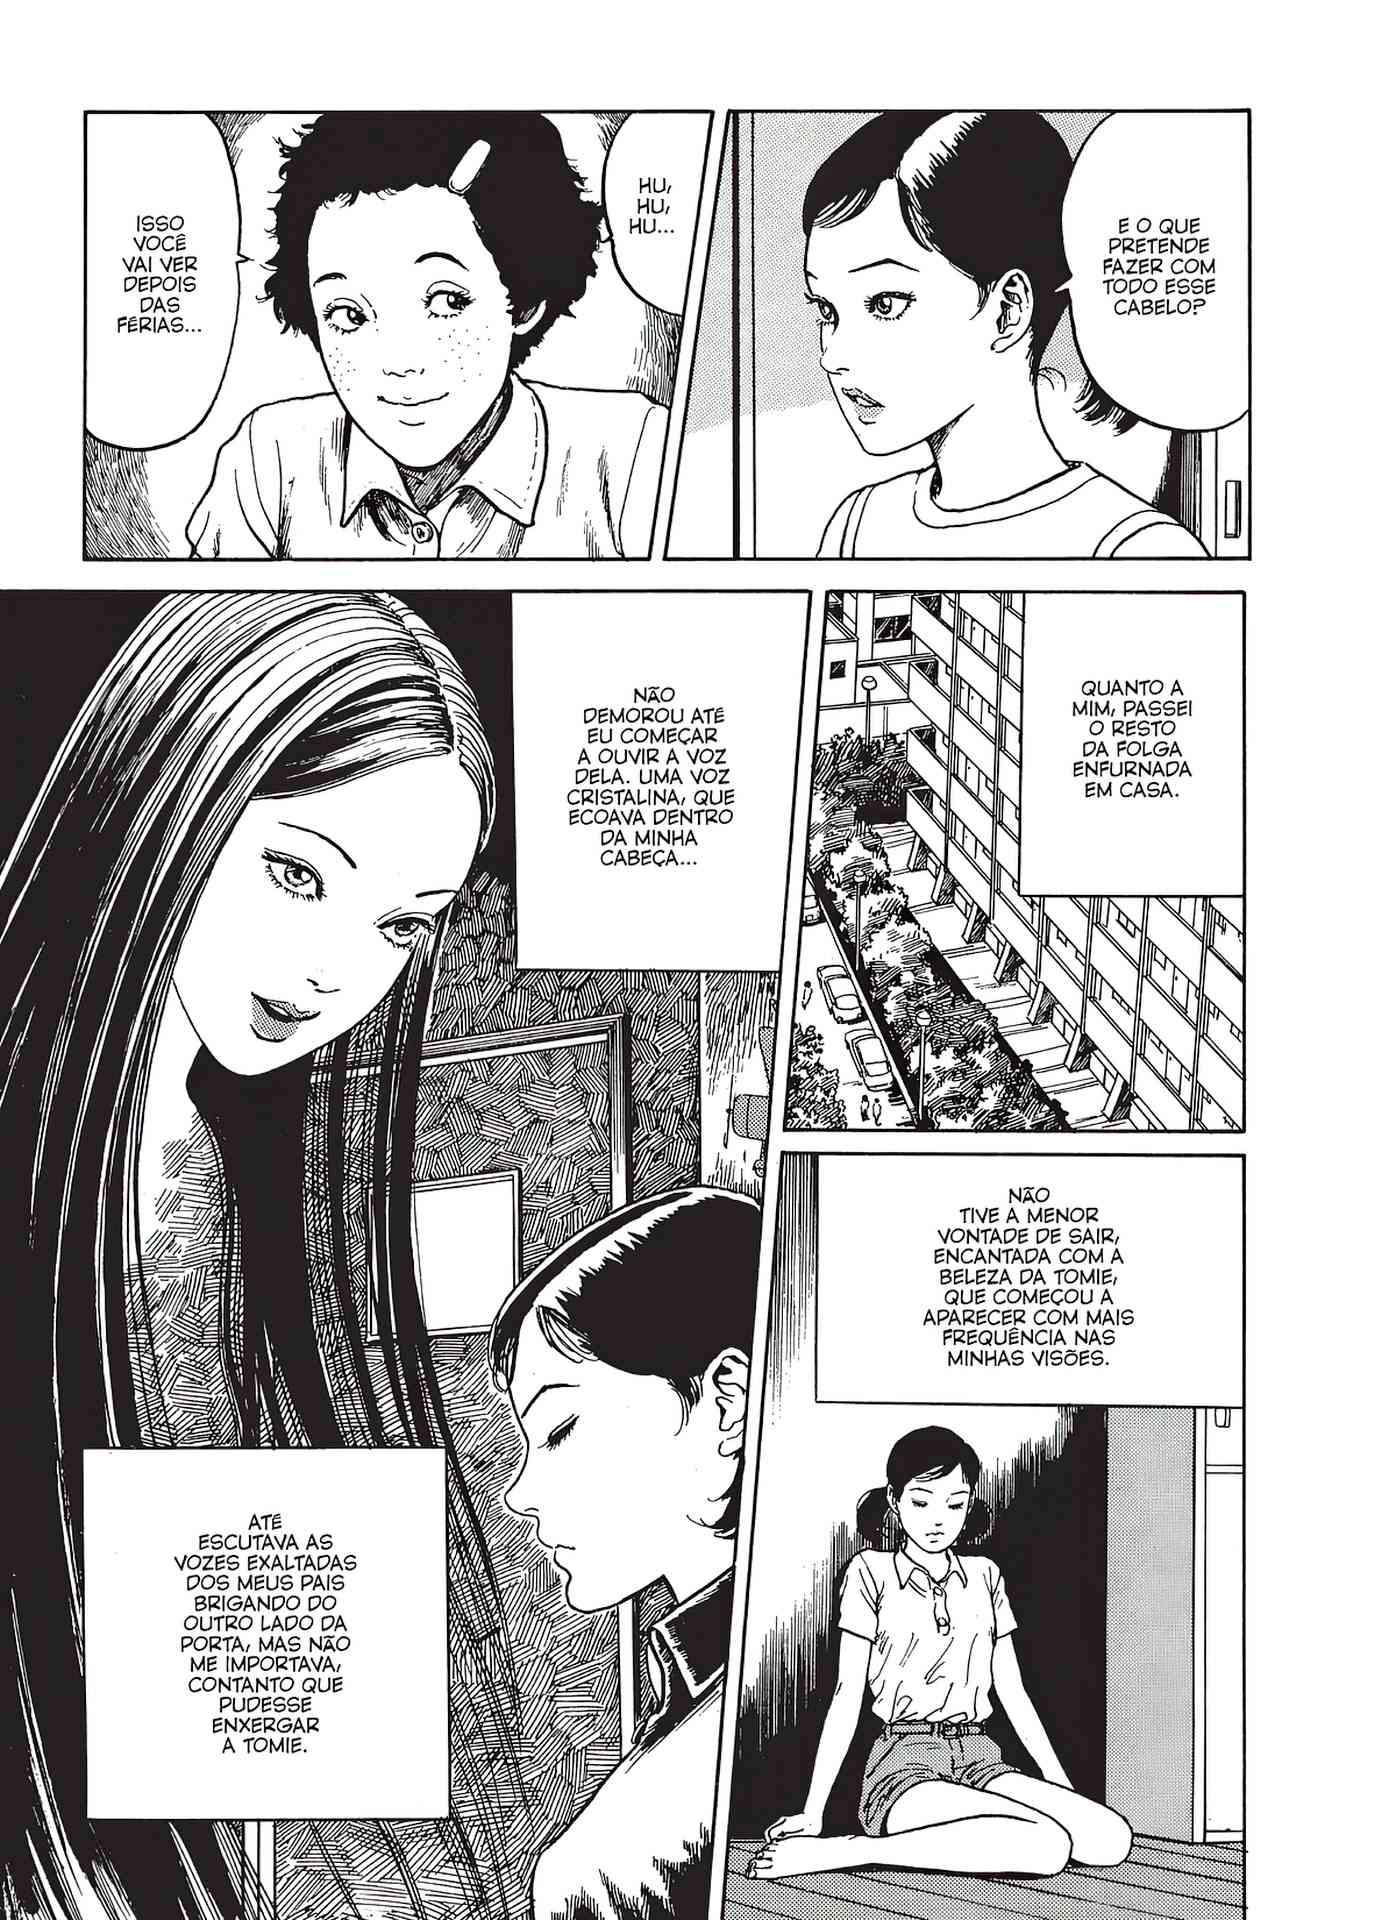 E O QUE
PRETENDE
FAZER COM
TODO ESSE
CABELO?
HU,
HU,
HU...
ISSO
VOCÊ
VAI VER
DEPOIS
DAS
FÉRIAS...
QUANTO A
MIM, PASSEI
O RESTO
DA FOLGA
ENFURNADA
EM CASA.
NÃO
TIVE A MENOR
VONTADE DE SAIR,
ENCANTADA COM A
BELEZA DA TOMIE,
QUE COMEÇOU A
APARECER COM MAIS
FREQUÊNCIA NAS
MINHAS VISÕES.
NÃO
DEMOROU ATÉ
EU COMEÇAR
A OUVIR A VOZ
DELA. UMA VOZ
CRISTALINA, QUE
ECOAVA DENTRO
DA MINHA
CABEÇA...
ATÉ
ESCUTAVA AS
VOZES EXALTADAS
DOS MEUS PAIS
BRIGANDO DO
OUTRO LADO DA
PORTA, MAS NÃO
ME IMPORTAVA,
CONTANTO QUE
PUDESSE
ENXERGAR
A TOMIE.